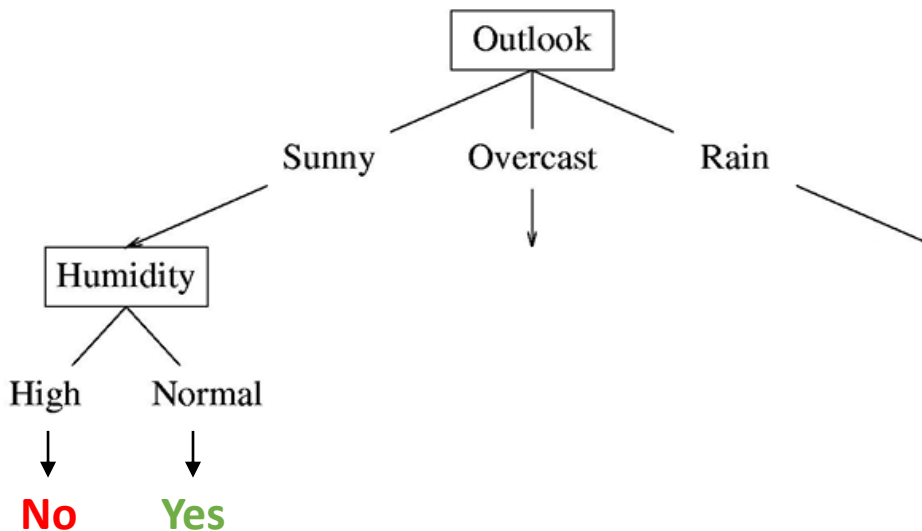 Outlook
Sunny Overcast Rain
Humidity
High Normal
No Yes